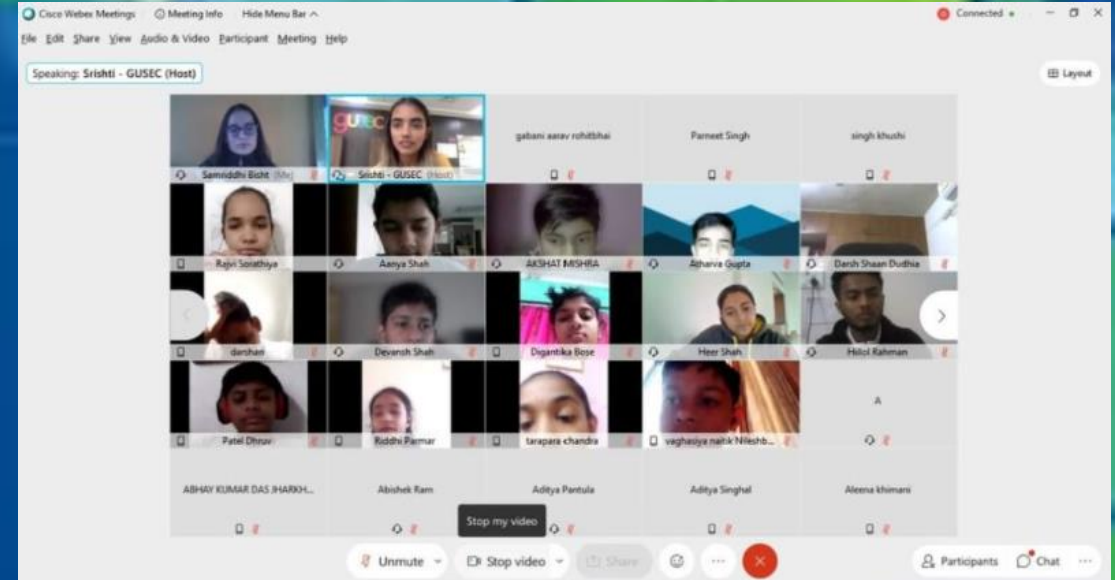 Cisco Webex Meetings Meeting Info Hide Menu Bar
Connected
File Edit Share View Audio & Video Participant Meeting Help
Speaking: Srishti - GUSEC (Host)
Layout
gusec
Samriddhi Bisht (Me)
Srishti - GUSEC (Host)
gabani aarav rohitbhai
Parneet Singh
singh khushi
Rajvi Sorathiya
Aanya Shah
AKSHAT MISHRA
Atharva Gupta
Darsh Shaan Dudhia
darshan
Devansh Shah
Digantika Bose
Heer Shah
Hillol Rahman
Patel Dhruv
Riddhi Parmar
tarapara chandra
vaghasiya naitik Nileshb...
A
ABHAY KUMAR DAS JHARKH...
Abishek Ram
Aditya Pantula
Aditya Singhal
Aleena khimani
Stop my video
Unmute
Stop video
Share
Participants
Chat